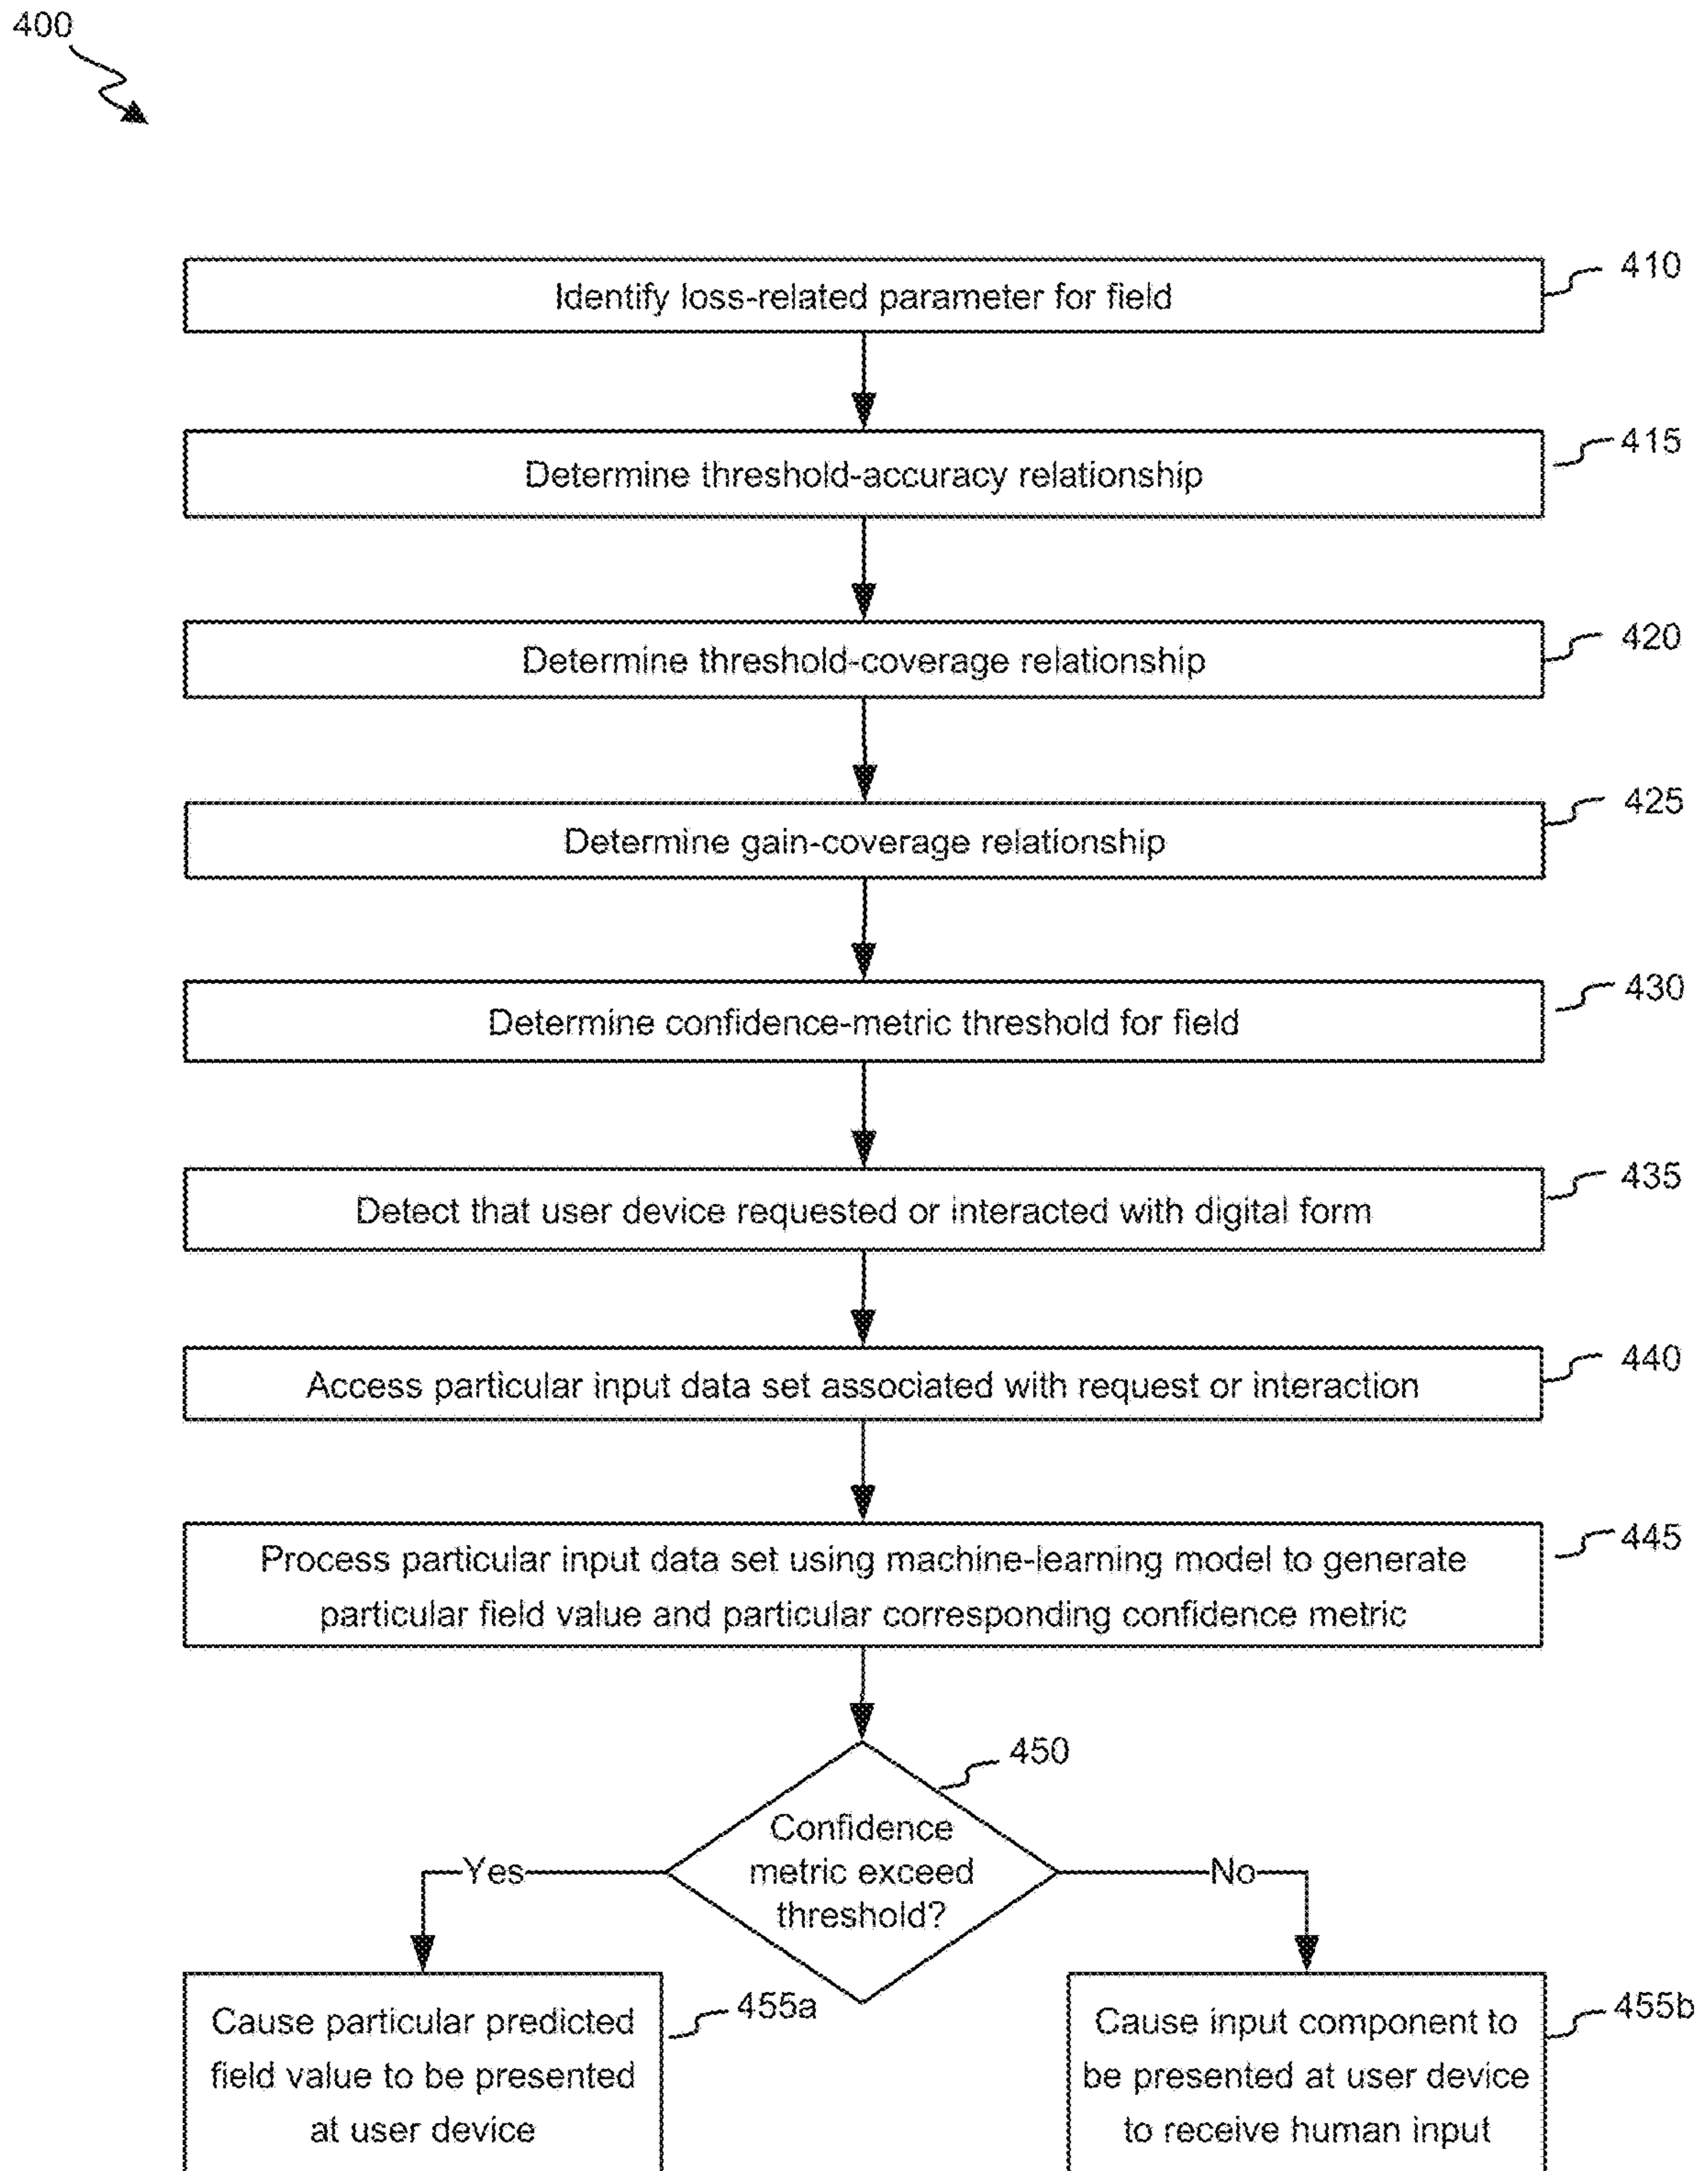 400
Identify loss-related parameter for field
410
Determine threshold-accuracy relationship
415
Determine threshold-coverage relationship
420
Determine gain-coverage relationship
425
Determine confidence-metric threshold for field
430
Detect that user device requested or interacted with digital form
435
Access particular input data set associated with request or interaction
440
Process particular input data set using machine-learning model to generate
particular field value and particular corresponding confidence metric
445
450
Confidence
metric exceed
threshold?
Yes
No
Cause particular predicted
field value to be presented
at user device
455a
Cause input component to
be presented at user device
to receive human input
455b